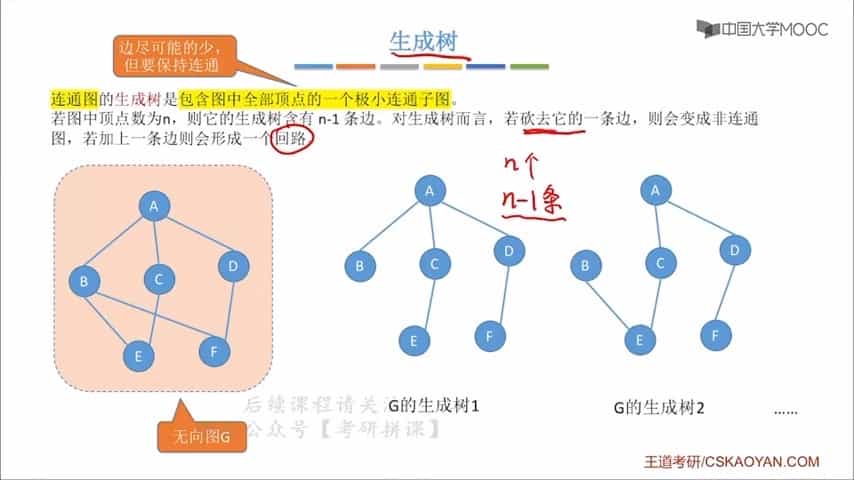 生成树
中国大学MOOC
边尽可能的少，
但要保持连通
连通图的生成树是包含图中全部顶点的一个极小连通子图。
若图中顶点数为n，则它的生成树含有 n-1 条边。对生成树而言，若砍去它的一条边，则会变成非连通
图，若加上一条边则会形成一个回路
n个
n-1条
A
B
C
D
E
F
A
B
C
D
E
F
A
B
C
D
E
F
后续课程请关注
公众号【考研拼课】
G的生成树1
G的生成树2
……
无向图G
王道考研/CSKAOYAN.COM